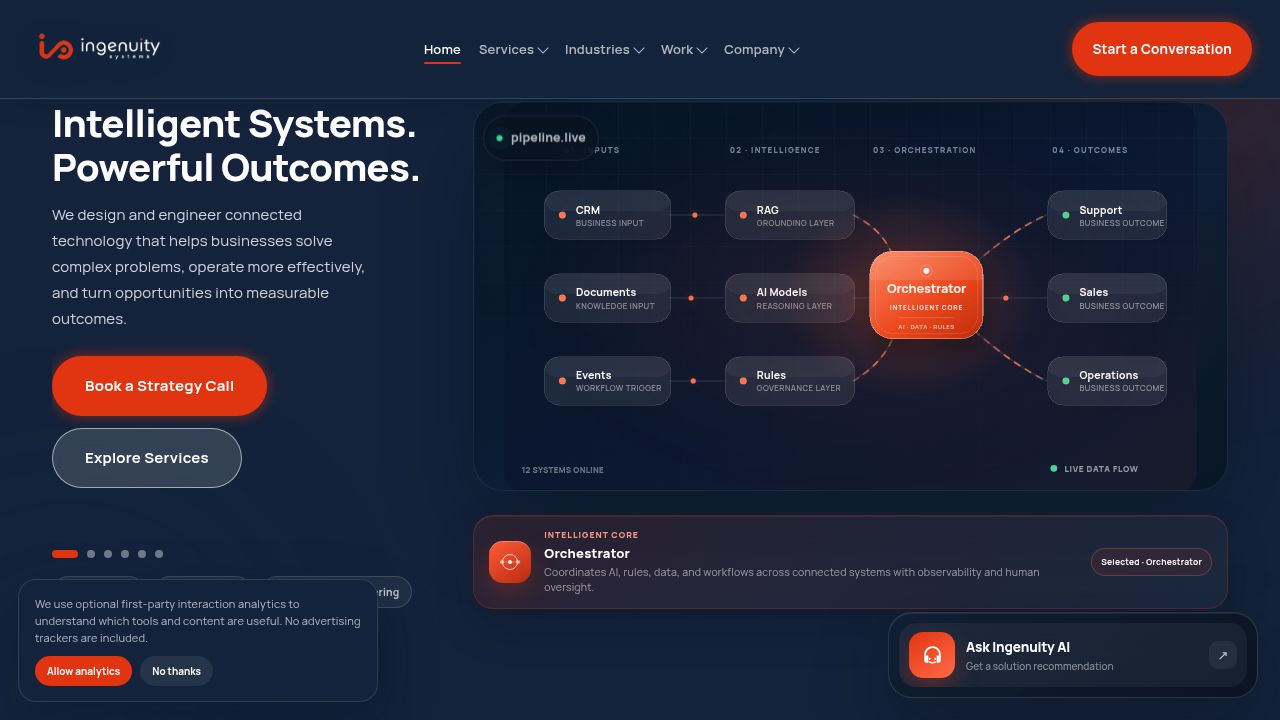 ingenuity
systems
Home
Services
Industries
Work
Company
Start a Conversation
Intelligent Systems.
Powerful Outcomes.
We design and engineer connected
technology that helps businesses solve
complex problems, operate more effectively,
and turn opportunities into measurable
outcomes.
Book a Strategy Call
Explore Services
pipeline.live
02 · INTELLIGENCE
03 · ORCHESTRATION
04 · OUTCOMES
CRM
BUSINESS INPUT
RAG
GROUNDING LAYER
Support
BUSINESS OUTCOME
Orchestrator
INTELLIGENT CORE
AI · DATA · RULES
Documents
KNOWLEDGE INPUT
AI Models
REASONING LAYER
Sales
BUSINESS OUTCOME
Events
WORKFLOW TRIGGER
Rules
GOVERNANCE LAYER
Operations
BUSINESS OUTCOME
12 SYSTEMS ONLINE
LIVE DATA FLOW
INTELLIGENT CORE
Orchestrator
Coordinates AI, rules, data, and workflows across connected systems with observability and human
oversight.
Selected · Orchestrator
We use optional first-party interaction analytics to
understand which tools and content are useful. No advertising
trackers are included.
Allow analytics
No thanks
Ask Ingenuity AI
Get a solution recommendation
↗